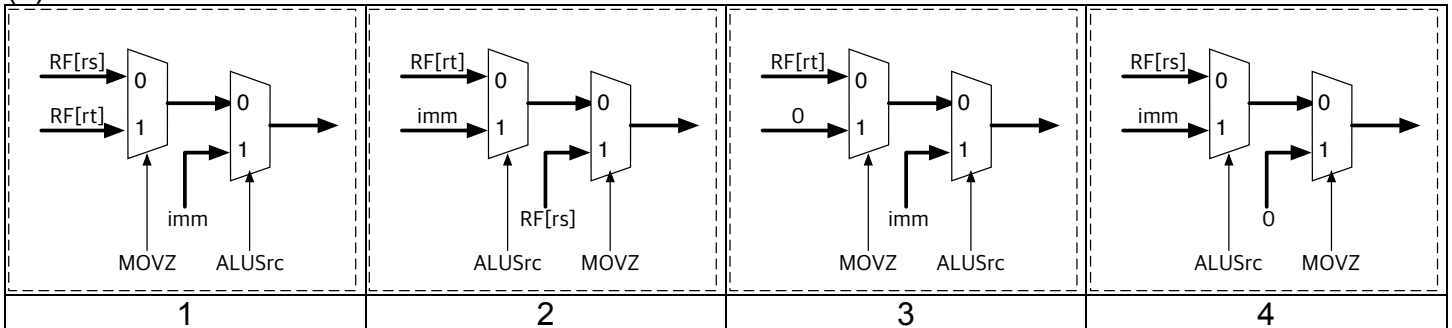 RF[rs] 0 0
RF[rt] 1 1
imm
MOVZ ALUSrc
RF[rt] 0 0
imm 1 1
RF[rs]
ALUSrc MOVZ
RF[rt] 0 0
0 1 1
imm
MOVZ ALUSrc
RF[rs] 0 0
imm 1 1
0
ALUSrc MOVZ
1 2 3 4